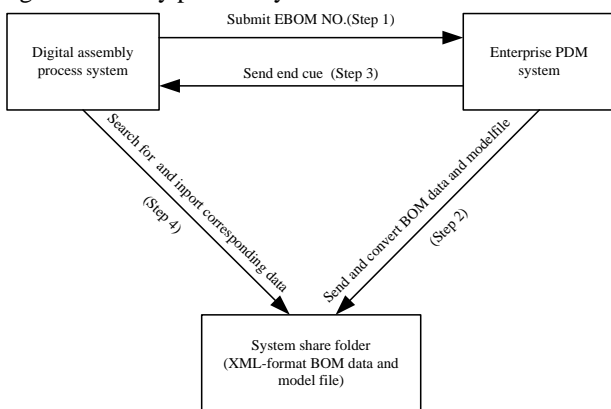 Submit EBOM NO.(Step 1)
Digital assembly
process system
Enterprise PDM
system
Send end cue (Step 3)
Search for and inport corresponding data
(Step 4)
Send and convert BOM data and modelfile
(Step 2)
System share folder
(XML-format BOM data and
model file)